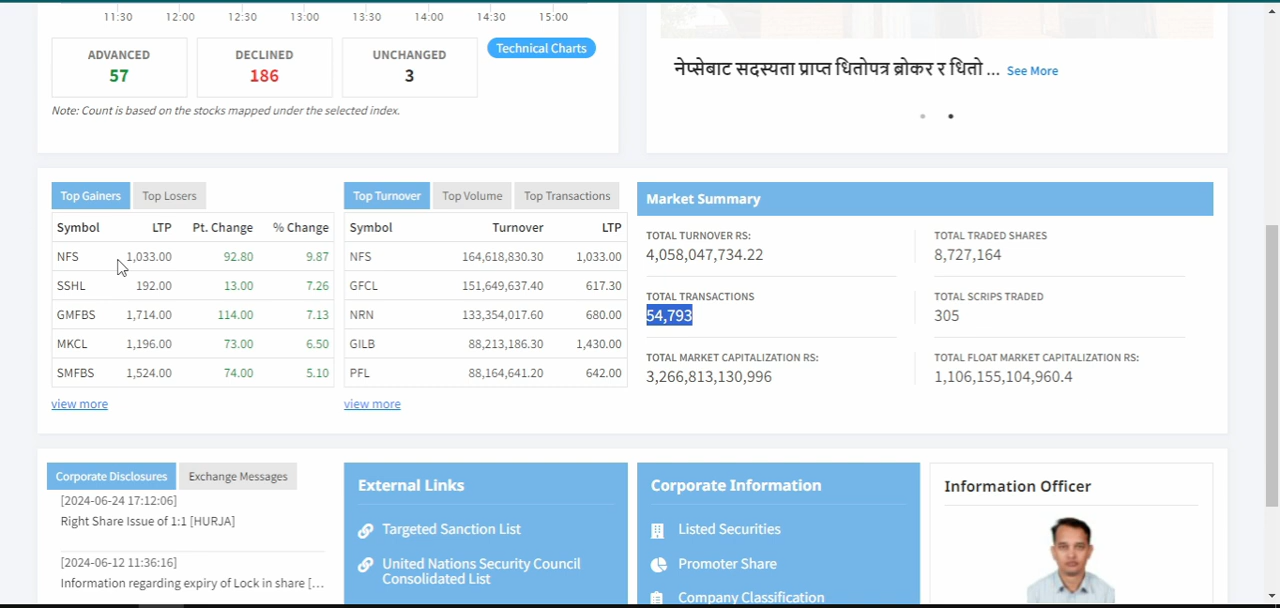 11:30 12:00 12:30 13:00 13:30 14:00 14:30 15:00
ADVANCED
57
DECLINED
186
UNCHANGED
3
Technical Charts
Note: Count is based on the stocks mapped under the selected index.
नेप्सेबाट सदस्यता प्राप्त धितोपत्र ब्रोकर र धितो ... See More
Top Gainers Top Losers
Symbol LTP Pt. Change % Change
NFS 1,033.00 92.80 9.87
SSHL 192.00 13.00 7.26
GMFBS 1,714.00 114.00 7.13
MKCL 1,196.00 73.00 6.50
SMFBS 1,524.00 74.00 5.10
view more
Top Turnover Top Volume Top Transactions
Symbol Turnover LTP
NFS 164,618,830.30 1,033.00
GFCL 151,649,637.40 617.30
NRN 133,354,017.60 680.00
GILB 88,213,186.30 1,430.00
PFL 88,164,641.20 642.00
view more
Market Summary
TOTAL TURNOVER RS:
4,058,047,734.22
TOTAL TRADED SHARES
8,727,164
TOTAL TRANSACTIONS
54,793
TOTAL SCRIPS TRADED
305
TOTAL MARKET CAPITALIZATION RS:
3,266,813,130,996
TOTAL FLOAT MARKET CAPITALIZATION RS:
1,106,155,104,960.4
Corporate Disclosures Exchange Messages
[2024-06-24 17:12:06]
Right Share Issue of 1:1 [HURJA]
[2024-06-12 11:36:16]
Information regarding expiry of Lock in share [...
External Links
Targeted Sanction List
United Nations Security Council
Consolidated List
Corporate Information
Listed Securities
Promoter Share
Company Classification
Information Officer